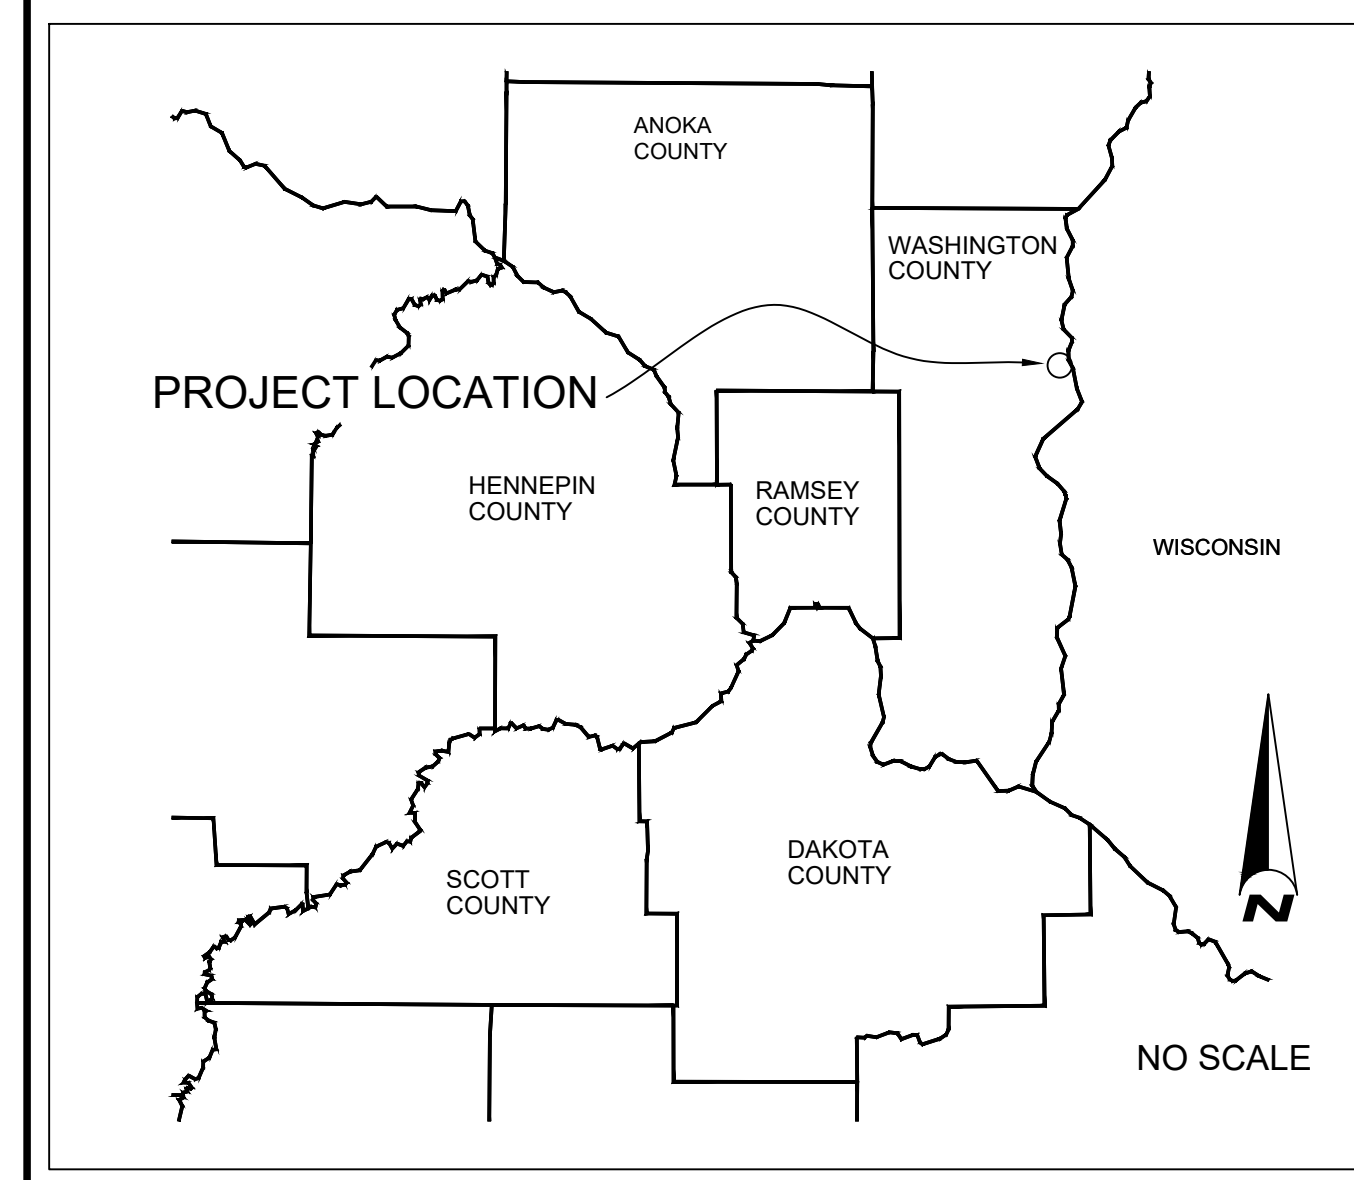 ANOKA
COUNTY
WASHINGTON
COUNTY
PROJECT LOCATION
HENNEPIN
COUNTY
RAMSEY
COUNTY
WISCONSIN
DAKOTA
COUNTY
SCOTT
COUNTY
N
NO SCALE